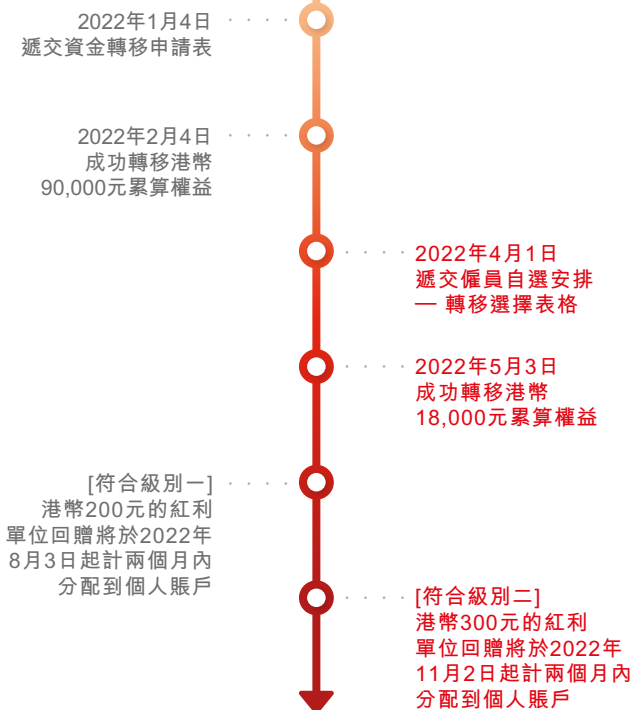 2022年1月4日
遞交資金轉移申請表
2022年2月4日
成功轉移港幣
90,000元累算權益
2022年4月1日
遞交僱員自選安排
— 轉移選擇表格
2022年5月3日
成功轉移港幣
18,000元累算權益
[符合級別一]
港幣200元的紅利
單位回贈將於2022年
8月3日起計兩個月內
分配到個人賬戶
[符合級別二]
港幣300元的紅利
單位回贈將於2022年
11月2日起計兩個月內
分配到個人賬戶